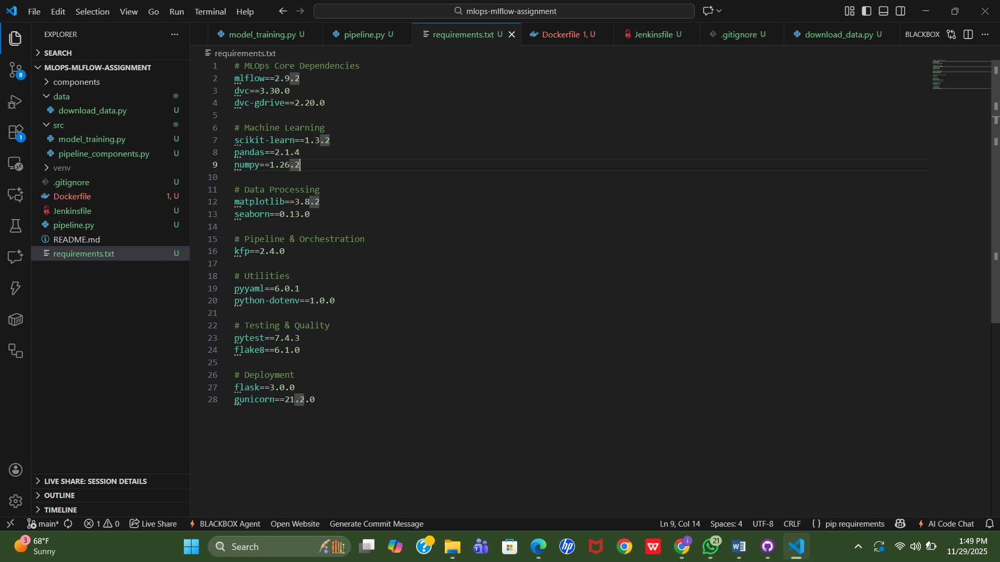 File Edit Selection View Go Run Terminal Help
mlops-mlflow-assignment
EXPLORER
SEARCH
MLOPS-MLFLOW-ASSIGNMENT
components
data
download_data.py U
src
model_training.py U
pipeline_components.py U
venv
.gitignore U
Dockerfile 1, U
Jenkinsfile U
pipeline.py U
README.md
requirements.txt U
LIVE SHARE: SESSION DETAILS
OUTLINE
TIMELINE
8
1
model_training.py U
pipeline.py U
requirements.txt U
Dockerfile 1, U
Jenkinsfile U
.gitignore U
download_data.py U
BLACKBOX
requirements.txt
1 # MLOps Core Dependencies
2 mlflow==2.9.2
3 dvc==3.30.0
4 dvc-gdrive==2.20.0
5
6 # Machine Learning
7 scikit-learn==1.3.2
8 pandas==2.1.4
9 numpy==1.26.2
10
11 # Data Processing
12 matplotlib==3.8.2
13 seaborn==0.13.0
14
15 # Pipeline & Orchestration
16 kfp==2.4.0
17
18 # Utilities
19 pyyaml==6.0.1
20 python-dotenv==1.0.0
21
22 # Testing & Quality
23 pytest==7.4.3
24 flake8==6.1.0
25
26 # Deployment
27 flask==3.0.0
28 gunicorn==21.2.0
main* 1 0 Live Share BLACKBOX Agent Open Website Generate Commit Message
Ln 9, Col 14 Spaces: 4 UTF-8 CRLF { } pip requirements AI Code Chat
3
68°F
Sunny
Search
21
1:49 PM
11/29/2025